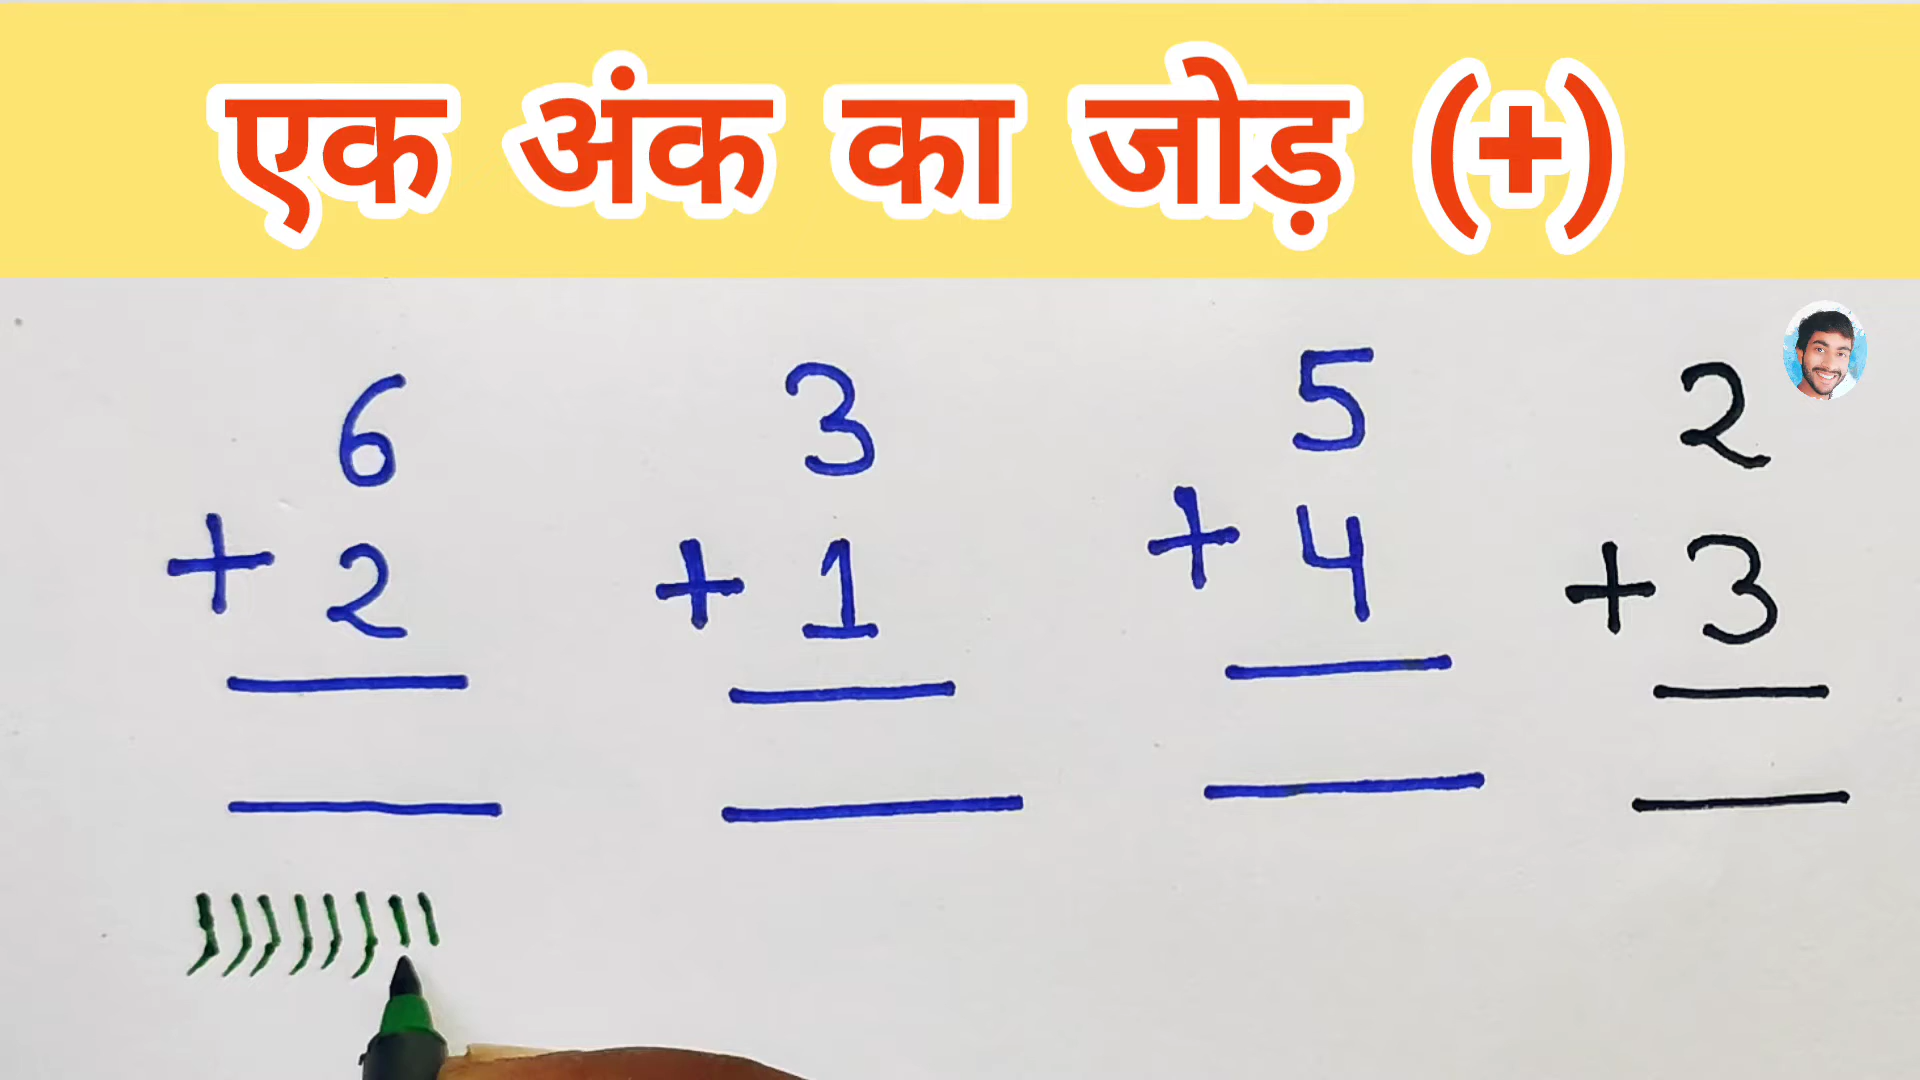 एक अंक का जोड़ (+)
6 3 5 2
+ 2 + 1 + 4 + 3